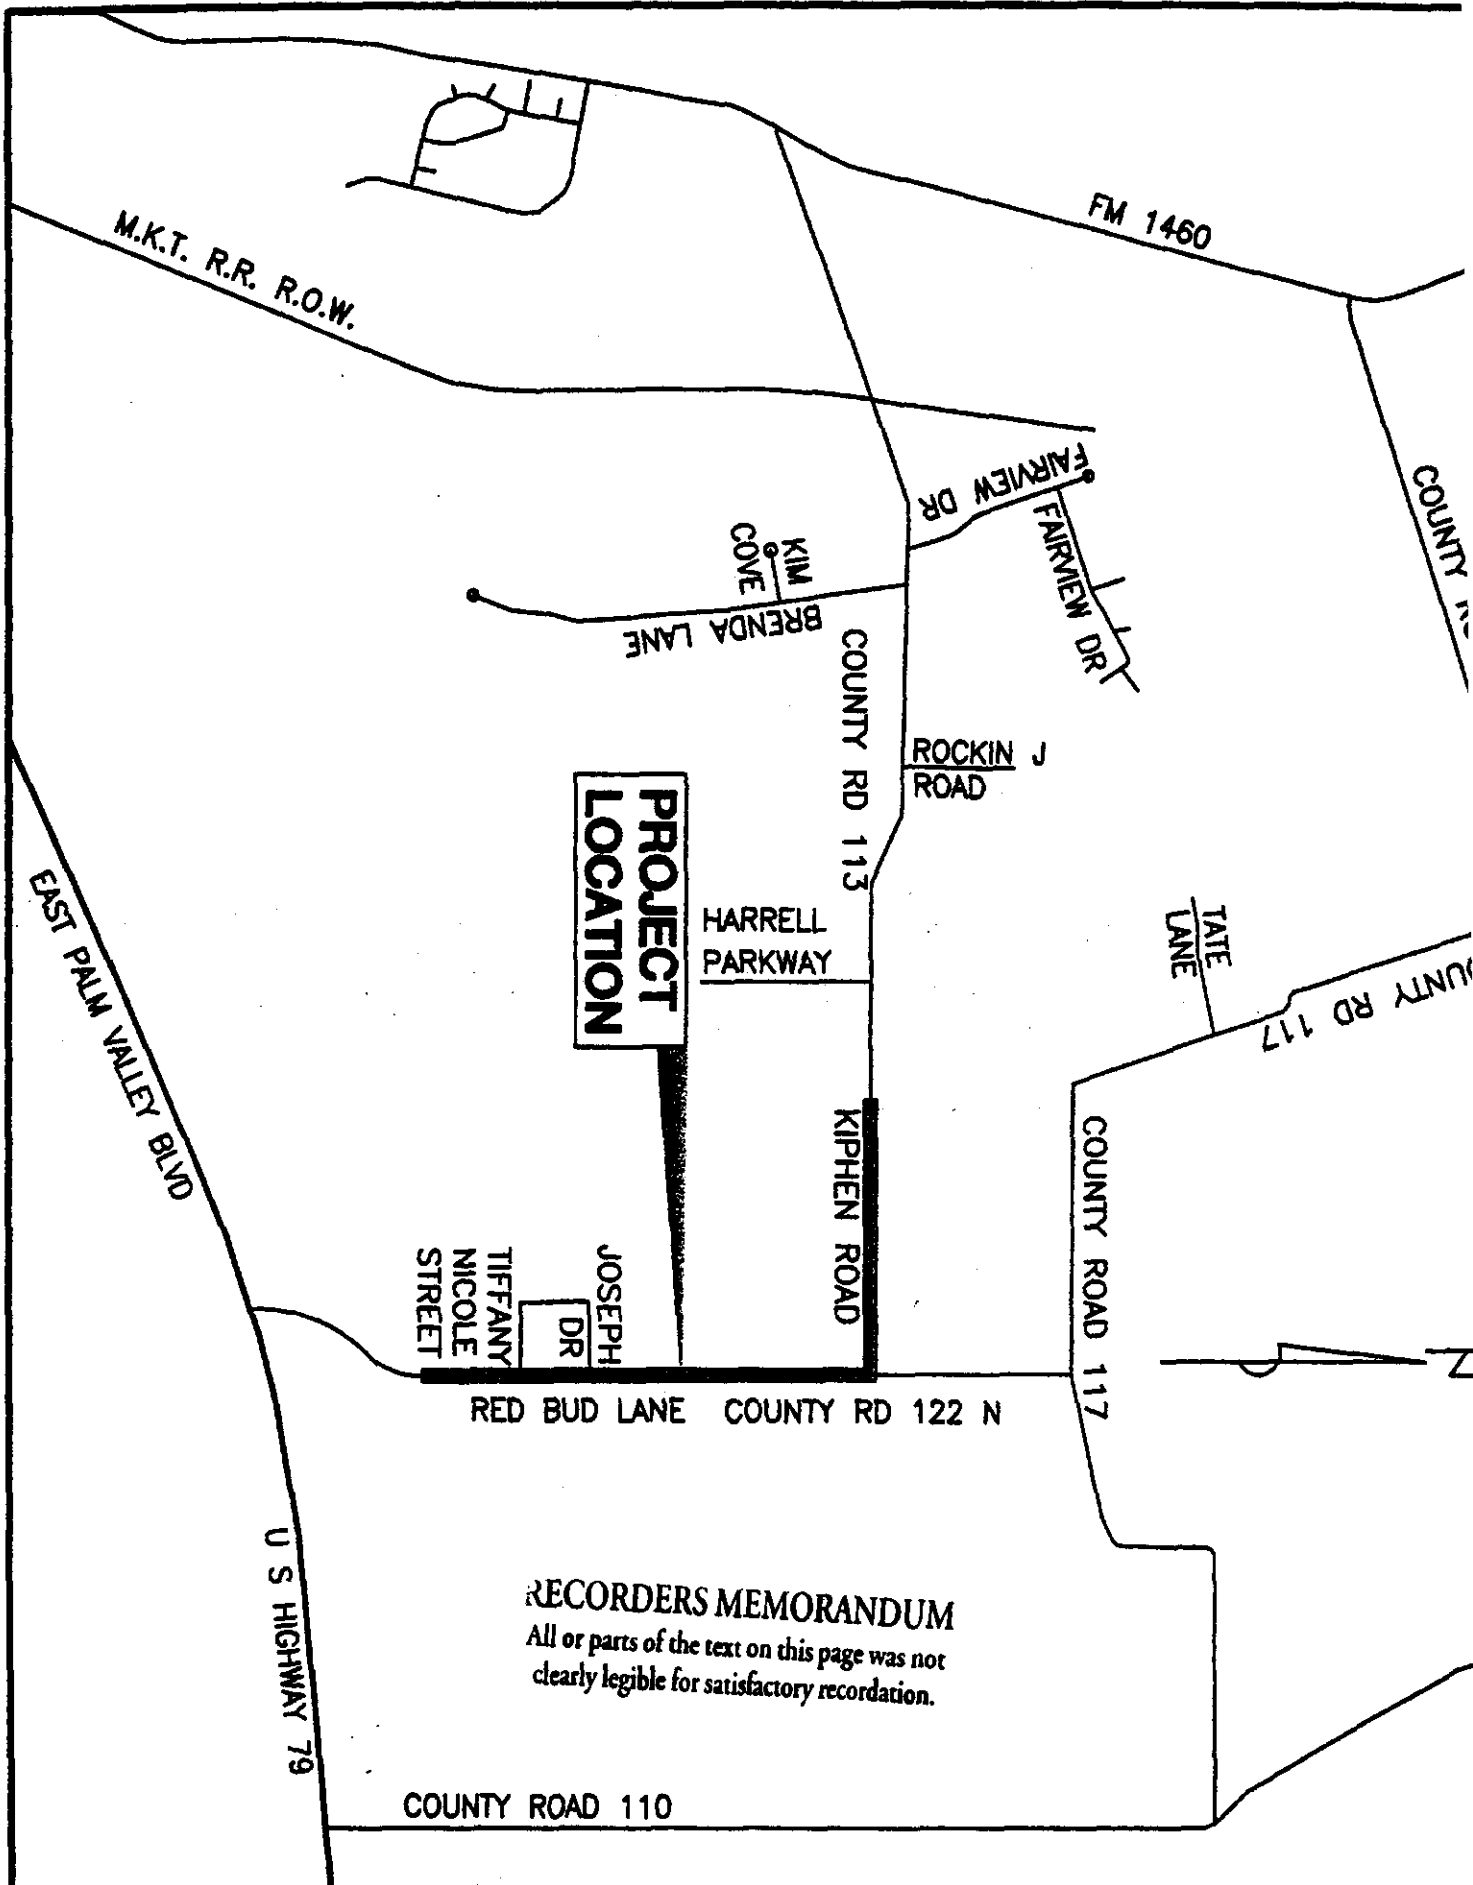 FM 1460
M.K.T. R.R. R.O.W.
COUNTY
FAIRVIEW DR
FAIRVIEW DR
KIM
COVE
BRENDA LANE
COUNTY RD 113
ROCKIN J
ROAD
PROJECT
LOCATION
HARRELL
PARKWAY
TATE
LANE
RD 117
EAST PALM VALLEY BLVD
KIPHEN ROAD
COUNTY ROAD 117
JOSEPH
DR
TIFFANY
NICOLE
STREET
RED BUD LANE COUNTY RD 122 N
U S HIGHWAY 79
RECORDERS MEMORANDUM
All or parts of the text on this page was not
clearly legible for satisfactory recordation.
COUNTY ROAD 110